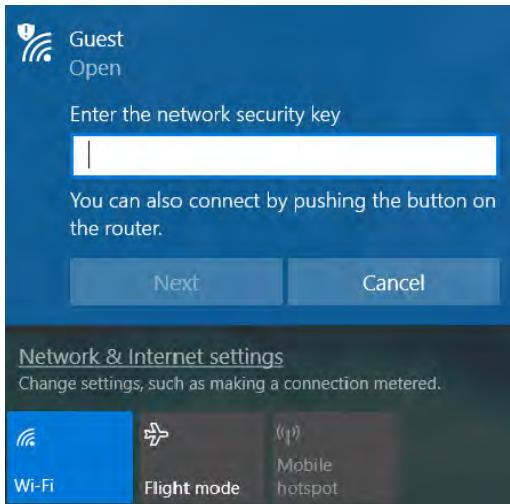 Guest
Open
Enter the network security key
You can also connect by pushing the button on
the router.
Next
Cancel
Network & Internet settings
Change settings, such as making a connection metered.
Wi-Fi
Flight mode
Mobile
hotspot